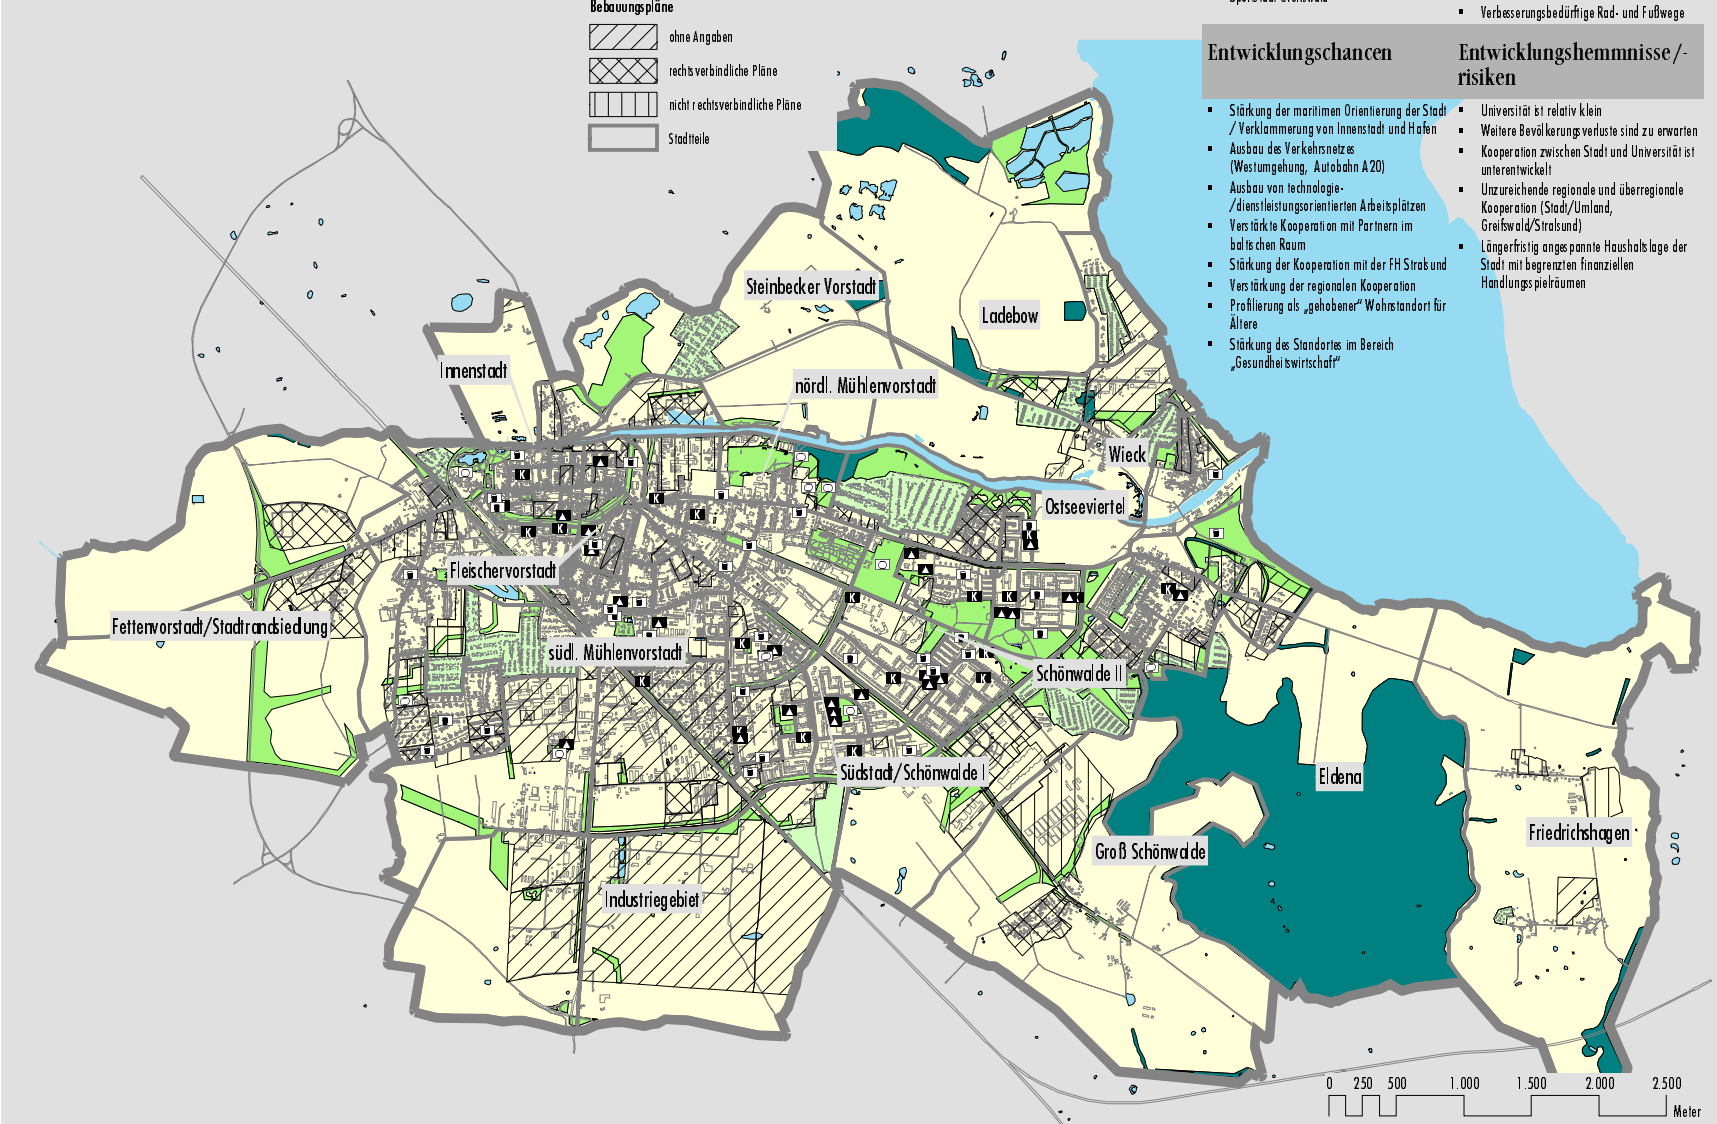 Bebauungspläne
ohne Angaben
rechtsverbindliche Pläne
nicht rechtsverbindliche Pläne
Stadtteile
Verbesserungsbedürftige Rad- und Fußwege
Entwicklungschancen
Stärkung der maritimen Orientierung der Stadt
/ Verklammerung von Innenstadt und Hafen
Ausbau des Verkehrsnetzes
(Westumgehung, Autobahn A20)
Ausbau von technologie-
/dienstleistungsorientierten Arbeitsplätzen
Verstärkte Kooperation mit Partnern im
baltischen Raum
Stärkung der Kooperation mit der FH Stralsund
Verstärkung der regionalen Kooperation
Profilierung als „gehobener“ Wohnstandort für
Ältere
Stärkung des Standortes im Bereich
„Gesundheitswirtschaft“
Entwicklungshemmnisse/-
risiken
Universität ist relativ klein
Weitere Bevölkerungsverluste sind zu erwarten
Kooperation zwischen Stadt und Universität ist
unterentwickelt
Unzureichende regionale und überregionale
Kooperation (Stadt/Umland,
Greifswald/Stralsund)
Längerfristig angespannte Haushaltslage der
Stadt mit begrenzten finanziellen
Handlungsspielräumen
Steinbecker Vorstadt
Ladebow
Innenstadt
nördl. Mühlenvorstadt
Wieck
Ostseeviertel
Fleischervorstadt
Fettenvorstadt/Stadtrandsiedlung
südl. Mühlenvorstadt
Schönwalde II
Südstadt/Schönwalde I
Eldena
Friedrichshagen
Groß Schönwalde
Industriegebiet
0 250 500 1.000 1.500 2.000 2.500
Meter